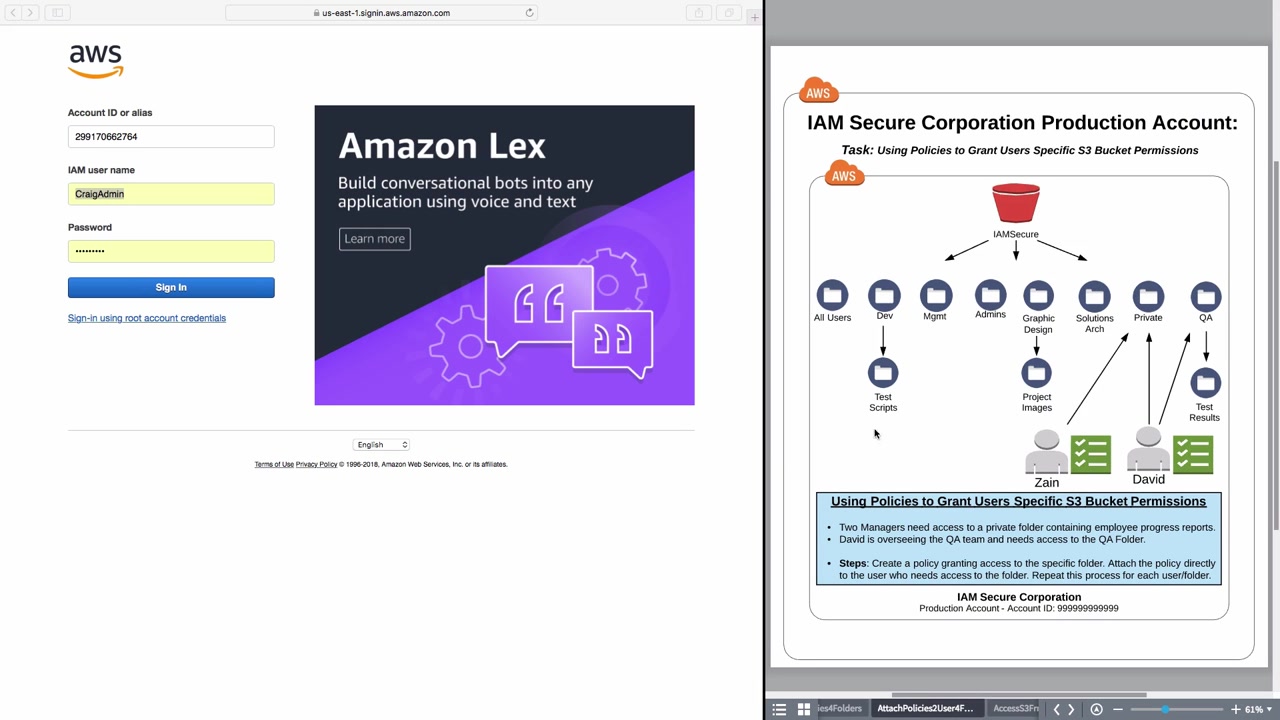 us-east-1.signin.aws.amazon.com
aws
Account ID or alias
299170662764
IAM user name
CraigAdmin
Password
•••••••••
Sign In
Sign-in using root account credentials
Amazon Lex
Build conversational bots into any
application using voice and text
Learn more
English
Terms of Use Privacy Policy © 1996-2018, Amazon Web Services, Inc. or its affiliates.
AWS
IAM Secure Corporation Production Account:
Task: Using Policies to Grant Users Specific S3 Bucket Permissions
AWS
IAMSecure
All Users
Dev
Mgmt
Admins
Graphic
Design
Solutions
Arch
Private
QA
Test
Scripts
Project
Images
Test
Results
Zain
David
Using Policies to Grant Users Specific S3 Bucket Permissions
• Two Managers need access to a private folder containing employee progress reports.
• David is overseeing the QA team and needs access to the QA Folder.
• Steps: Create a policy granting access to the specific folder. Attach the policy directly
to the user who needs access to the folder. Repeat this process for each user/folder.
IAM Secure Corporation
Production Account - Account ID: 999999999999
ies4Folders
AttachPolicies2User4F...
AccessS3Fr
61%